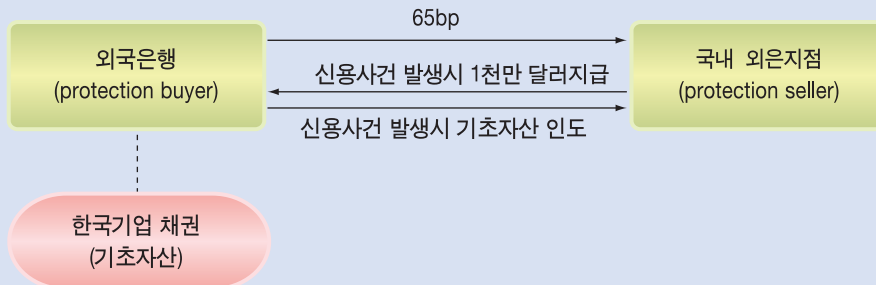 65bp
외국은행
(protection buyer)
국내 외은지점
(protection seller)
신용사건 발생시 1천만 달러지급
신용사건 발생시 기초자산 인도
한국기업 채권
(기초자산)